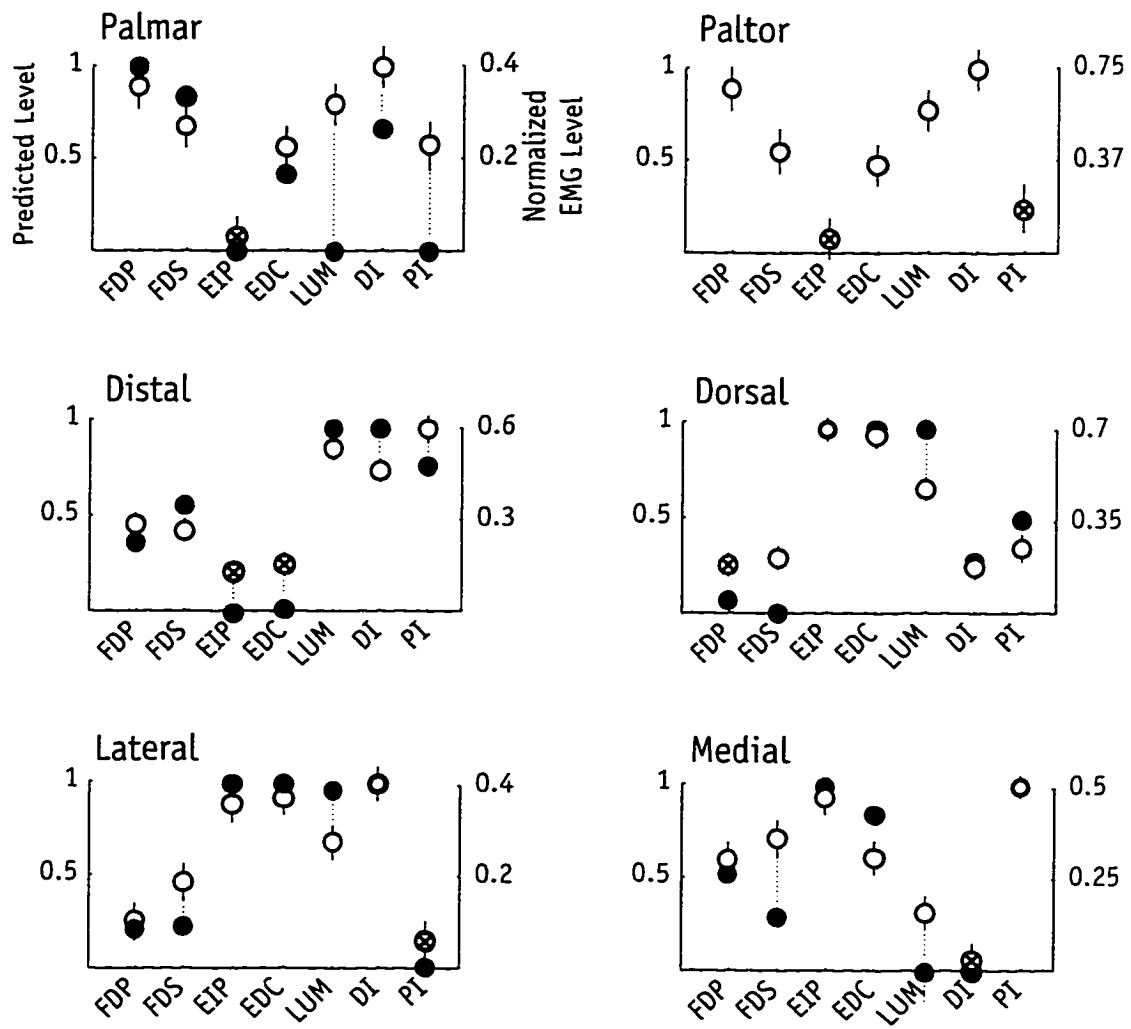 Palmar
Predicted Level
1
0.5
0.4
0.2
Normalized
EMG Level
FDP FDS EIP EDC LUM DI PI
Paltor
1
0.5
0.75
0.37
FDP FDS EIP EDC LUM DI PI
Distal
1
0.5
0.6
0.3
FDP FDS EIP EDC LUM DI PI
Dorsal
1
0.5
0.7
0.35
FDP FDS EIP EDC LUM DI PI
Lateral
1
0.5
0.4
0.2
FDP FDS EIP EDC LUM DI PI
Medial
1
0.5
0.5
0.25
FDP FDS EIP EDC LUM DI PI